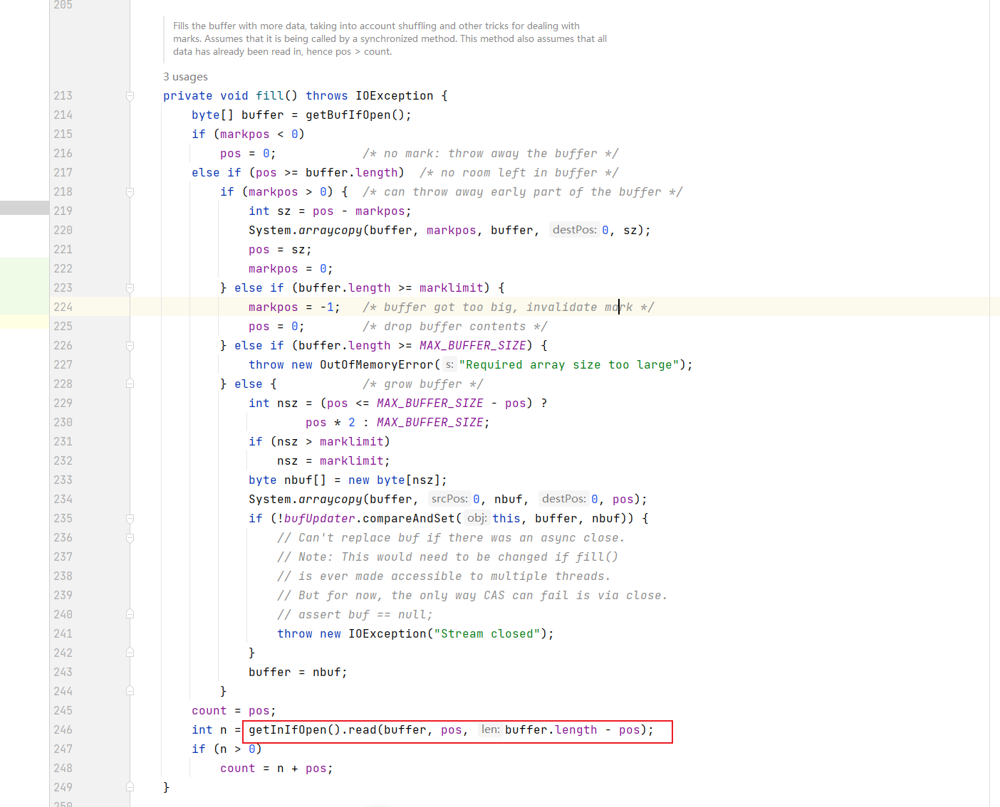 205
Fills the buffer with more data, taking into account shuffling and other tricks for dealing with
marks. Assumes that it is being called by a synchronized method. This method also assumes that all
data has already been read in, hence pos > count.
3 usages
213 private void fill() throws IOException {
214 byte[] buffer = getBufIfOpen();
215 if (markpos < 0)
216 pos = 0; /* no mark: throw away the buffer */
217 else if (pos >= buffer.length) /* no room left in buffer */
218 if (markpos > 0) { /* can throw away early part of the buffer */
219 int sz = pos - markpos;
220 System.arraycopy(buffer, markpos, buffer, destPos: 0, sz);
221 pos = sz;
222 markpos = 0;
223 } else if (buffer.length >= marklimit) {
224 markpos = -1; /* buffer got too big, invalidate mark */
225 pos = 0; /* drop buffer contents */
226 } else if (buffer.length >= MAX_BUFFER_SIZE) {
227 throw new OutOfMemoryError( s: "Required array size too large");
228 } else { /* grow buffer */
229 int nsz = (pos <= MAX_BUFFER_SIZE - pos) ?
230 pos * 2 : MAX_BUFFER_SIZE;
231 if (nsz > marklimit)
232 nsz = marklimit;
233 byte nbuf[] = new byte[nsz];
234 System.arraycopy(buffer, srcPos: 0, nbuf, destPos: 0, pos);
235 if (!bufUpdater.compareAndSet( obj: this, buffer, nbuf)) {
236 // Can't replace buf if there was an async close.
237 // Note: This would need to be changed if fill()
238 // is ever made accessible to multiple threads.
239 // But for now, the only way CAS can fail is via close.
240 // assert buf == null;
241 throw new IOException("Stream closed");
242 }
243 buffer = nbuf;
244 }
245 count = pos;
246 int n = getInIfOpen().read(buffer, pos, len: buffer.length - pos);
247 if (n > 0)
248 count = n + pos;
249 }
250